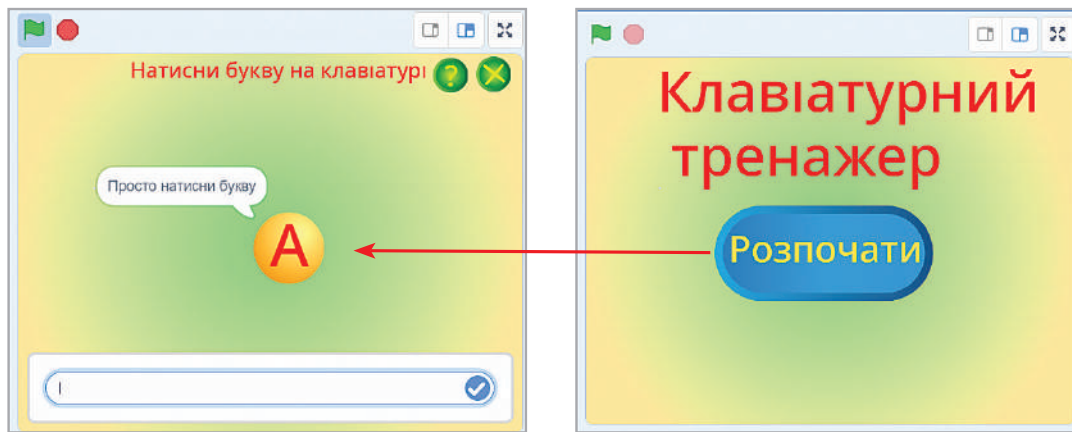 Натисни букву на клавіатурі
?
Просто натисни букву
А
Клавіатурний
тренажер
Розпочати